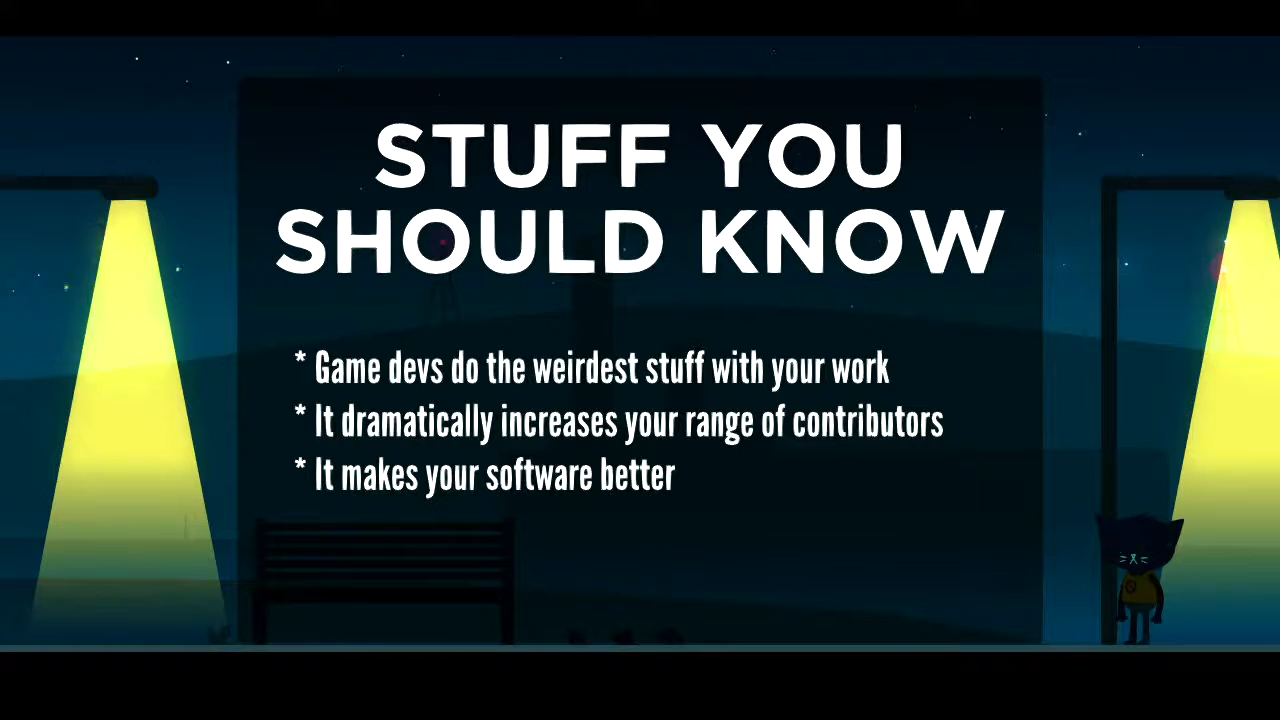 STUFF YOU
SHOULD KNOW
* Game devs do the weirdest stuff with your work
* It dramatically increases your range of contributors
* It makes your software better